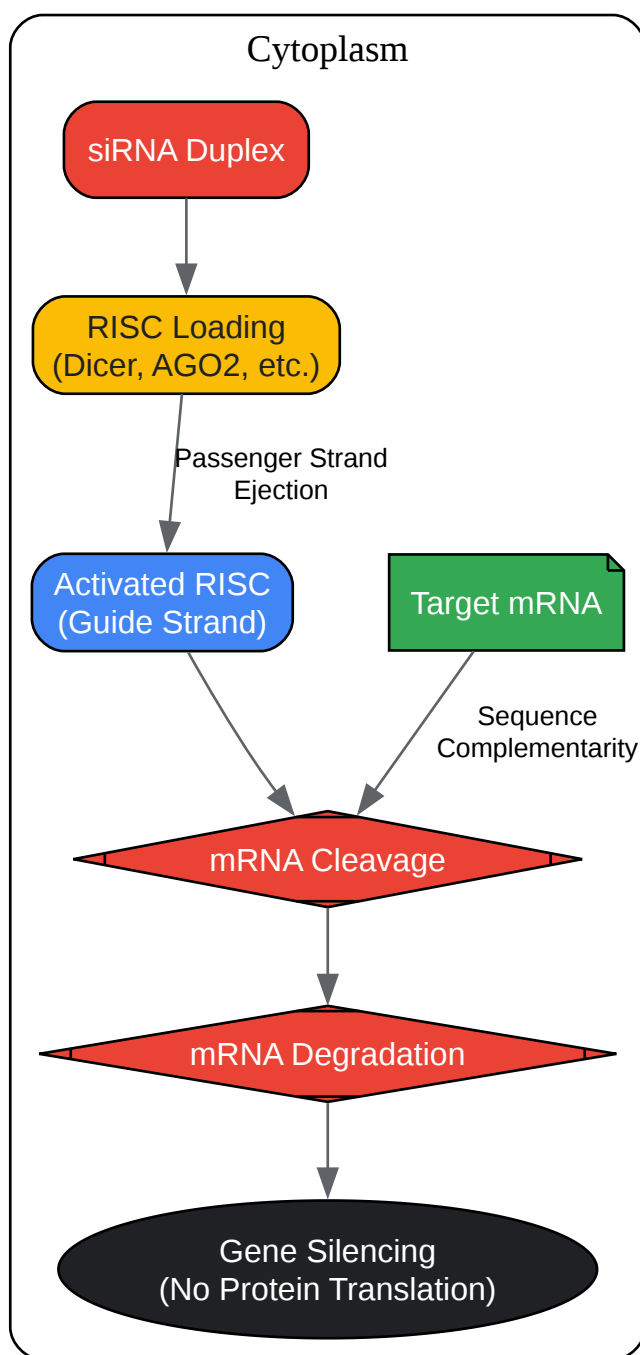 Cytoplasm
siRNA Duplex
RISC Loading
(Dicer, AGO2, etc.)
Passenger Strand
Ejection
Activated RISC
(Guide Strand)
Target mRNA
Sequence
Complementarity
mRNA Cleavage
mRNA Degradation
Gene Silencing
(No Protein Translation)